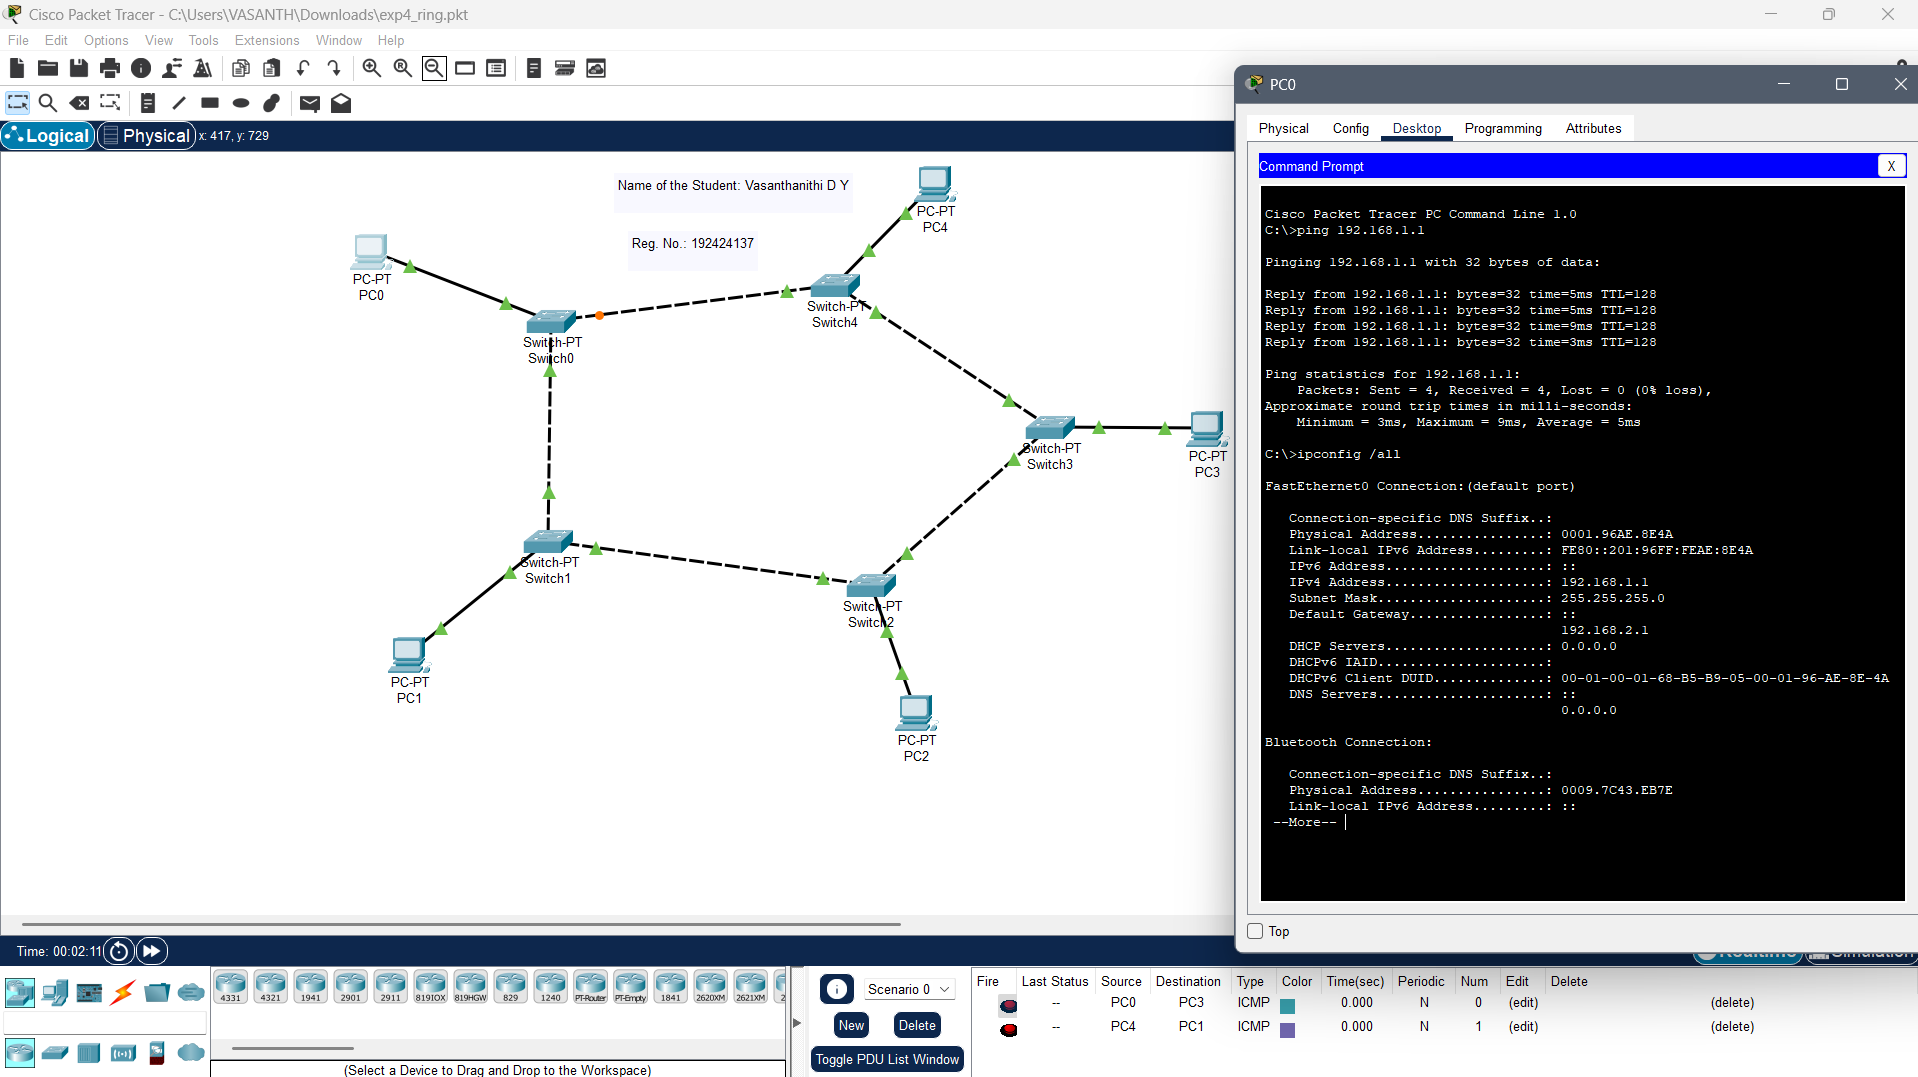 Cisco Packet Tracer - C:\Users\VASANTH\Downloads\exp4_ring.pkt
File Edit Options View Tools Extensions Window Help
Logical Physical x: 417, y: 729
Name of the Student: Vasanthanithi D Y
Reg. No.: 192424137
PC-PT
PC4
PC-PT
PC0
Switch-PT
Switch4
Switch-PT
Switch0
Switch-PT
Switch3
PC-PT
PC3
Switch-PT
Switch1
Switch-PT
Switch2
PC-PT
PC1
PC-PT
PC2
PC0
Physical Config Desktop Programming Attributes
Command Prompt X
Cisco Packet Tracer PC Command Line 1.0
C:\>ping 192.168.1.1
Pinging 192.168.1.1 with 32 bytes of data:
Reply from 192.168.1.1: bytes=32 time=5ms TTL=128
Reply from 192.168.1.1: bytes=32 time=5ms TTL=128
Reply from 192.168.1.1: bytes=32 time=9ms TTL=128
Reply from 192.168.1.1: bytes=32 time=3ms TTL=128
Ping statistics for 192.168.1.1:
Packets: Sent = 4, Received = 4, Lost = 0 (0% loss),
Approximate round trip times in milli-seconds:
Minimum = 3ms, Maximum = 9ms, Average = 5ms
C:\>ipconfig /all
FastEthernet0 Connection:(default port)
Connection-specific DNS Suffix..:
Physical Address................: 0001.96AE.8E4A
Link-local IPv6 Address.........: FE80::201:96FF:FEAE:8E4A
IPv6 Address....................: ::
IPv4 Address....................: 192.168.1.1
Subnet Mask.....................: 255.255.255.0
Default Gateway.................: ::
192.168.2.1
DHCP Servers....................: 0.0.0.0
DHCPv6 IAID.....................:
DHCPv6 Client DUID..............: 00-01-00-01-68-B5-B9-05-00-01-96-AE-8E-4A
DNS Servers.....................: ::
0.0.0.0
Bluetooth Connection:
Connection-specific DNS Suffix..:
Physical Address................: 0009.7C43.EB7E
Link-local IPv6 Address.........: ::
--More--
Top
Time: 00:02:11
Realtime Simulation
4331 4321 1941 2901 2911 819IOX 819HGW 829 1240 PT-Router PT-Empty 1841 2620XM 2621XM 2
(Select a Device to Drag and Drop to the Workspace)
Scenario 0
New Delete
Toggle PDU List Window
Fire Last Status Source Destination Type Color Time(sec) Periodic Num Edit Delete
-- PC0 PC3 ICMP 0.000 N 0 (edit) (delete)
-- PC4 PC1 ICMP 0.000 N 1 (edit) (delete)